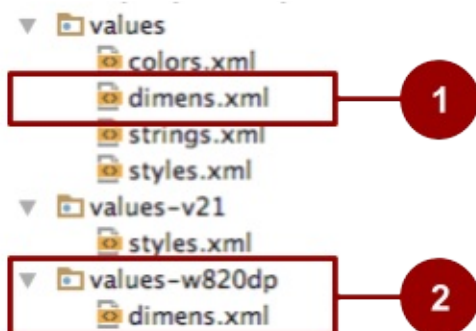 values
colors.xml
dimens.xml
1
strings.xml
styles.xml
values-v21
styles.xml
values-w820dp
dimens.xml
2